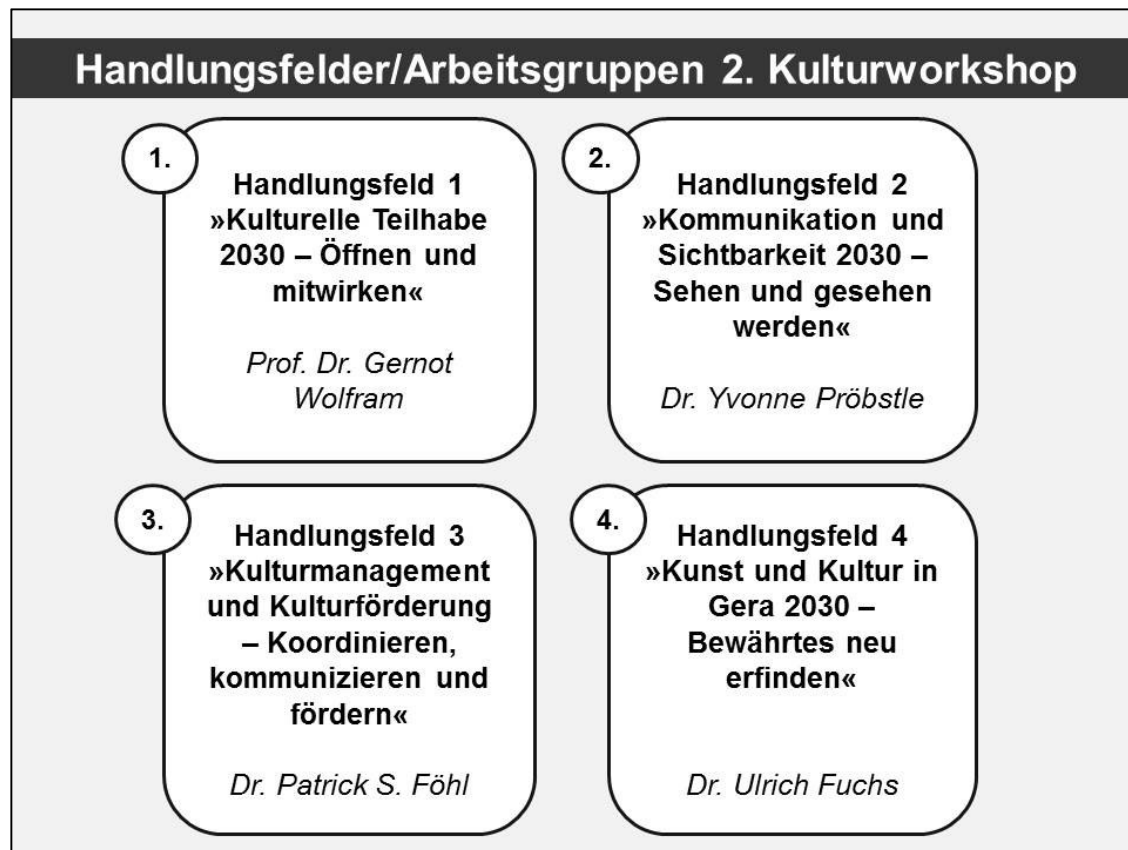 Handlungsfelder/Arbeitsgruppen 2. Kulturworkshop
1.
Handlungsfeld 1
»Kulturelle Teilhabe
2030 – Öffnen und
mitwirken«
Prof. Dr. Gernot
Wolfram
2.
Handlungsfeld 2
»Kommunikation und
Sichtbarkeit 2030 –
Sehen und gesehen
werden«
Dr. Yvonne Pröbstle
3.
Handlungsfeld 3
»Kulturmanagement
und Kulturförderung
– Koordinieren,
kommunizieren und
fördern«
Dr. Patrick S. Föhl
4.
Handlungsfeld 4
»Kunst und Kultur in
Gera 2030 –
Bewährtes neu
erfinden«
Dr. Ulrich Fuchs